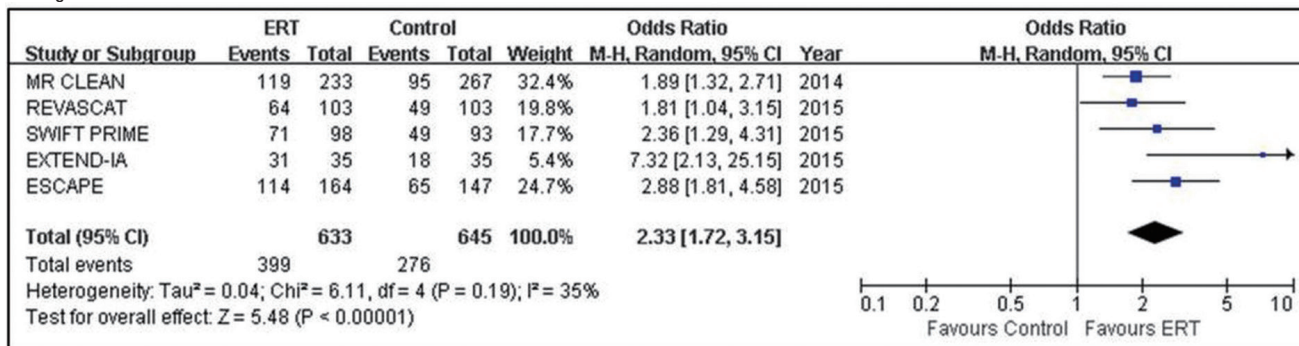 ERT Control Odds Ratio Odds Ratio
Study or Subgroup Events Total Events Total Weight M-H, Random, 95% CI Year M-H, Random, 95% CI
MR CLEAN 119 233 95 267 32.4% 1.89 [1.32, 2.71] 2014
REVASCAT 64 103 49 103 19.8% 1.81 [1.04, 3.15] 2015
SWIFT PRIME 71 98 49 93 17.7% 2.36 [1.29, 4.31] 2015
EXTEND-IA 31 35 18 35 5.4% 7.32 [2.13, 25.15] 2015
ESCAPE 114 164 65 147 24.7% 2.88 [1.81, 4.58] 2015
Total (95% CI) 633 645 100.0% 2.33 [1.72, 3.15]
Total events 399 276
Heterogeneity: Tau² = 0.04; Chi² = 6.11, df = 4 (P = 0.19); I² = 35%
Test for overall effect: Z = 5.48 (P < 0.00001)
0.1 0.2 0.5 1 2 5 10
Favours Control Favours ERT